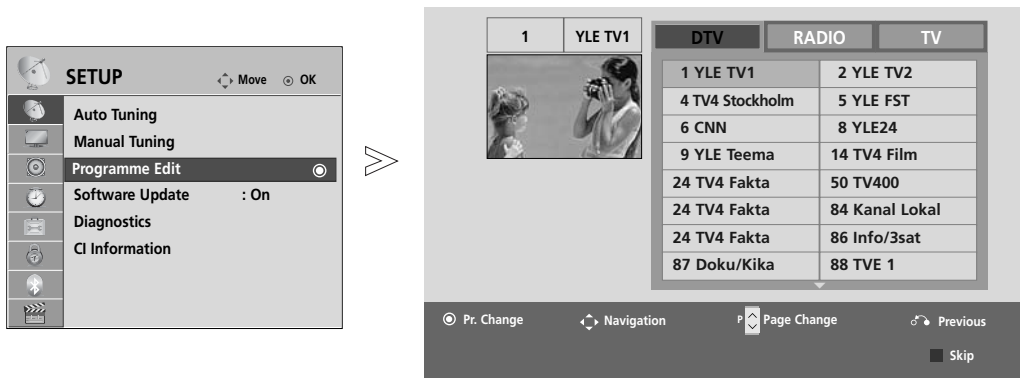 SETUP Move OK
Auto Tuning
Manual Tuning
Programme Edit
Software Update : On
Diagnostics
CI Information
1 YLE TV1
DTV RADIO TV
1 YLE TV1 2 YLE TV2
4 TV4 Stockholm 5 YLE FST
6 CNN 8 YLE24
9 YLE Teema 14 TV4 Film
24 TV4 Fakta 50 TV400
24 TV4 Fakta 84 Kanal Lokal
24 TV4 Fakta 86 Info/3sat
87 Doku/Kika 88 TVE 1
Pr. Change Navigation P Page Change Previous
Skip